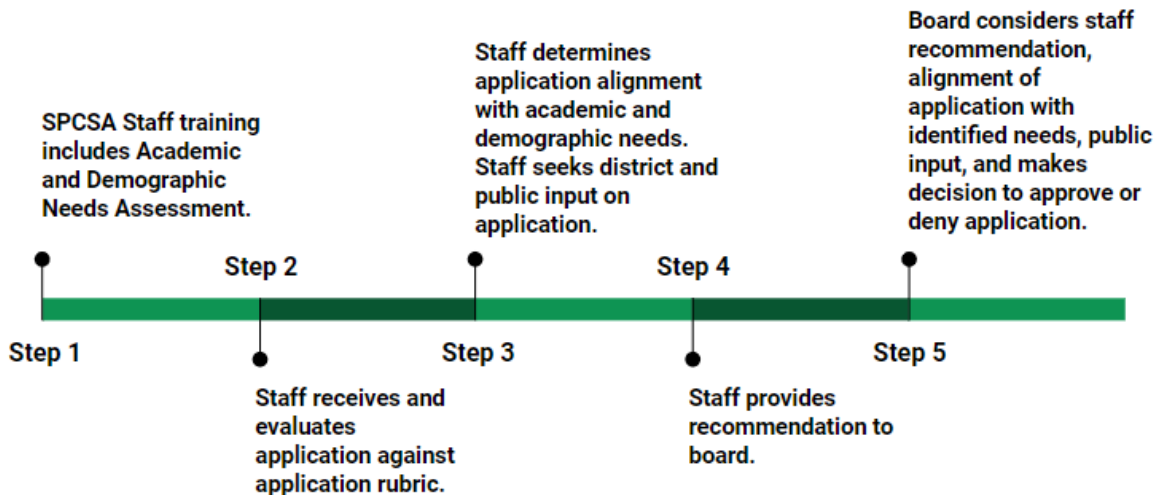 SPCSA Staff training
includes Academic
and Demographic
Needs Assessment.
Step 1
Step 2
Staff receives and
evaluates
application against
application rubric.
Staff determines
application alignment
with academic and
demographic needs.
Staff seeks district and
public input on
application.
Step 3
Step 4
Staff provides
recommendation to
board.
Board considers staff
recommendation,
alignment of
application with
identified needs, public
input, and makes
decision to approve or
deny application.
Step 5